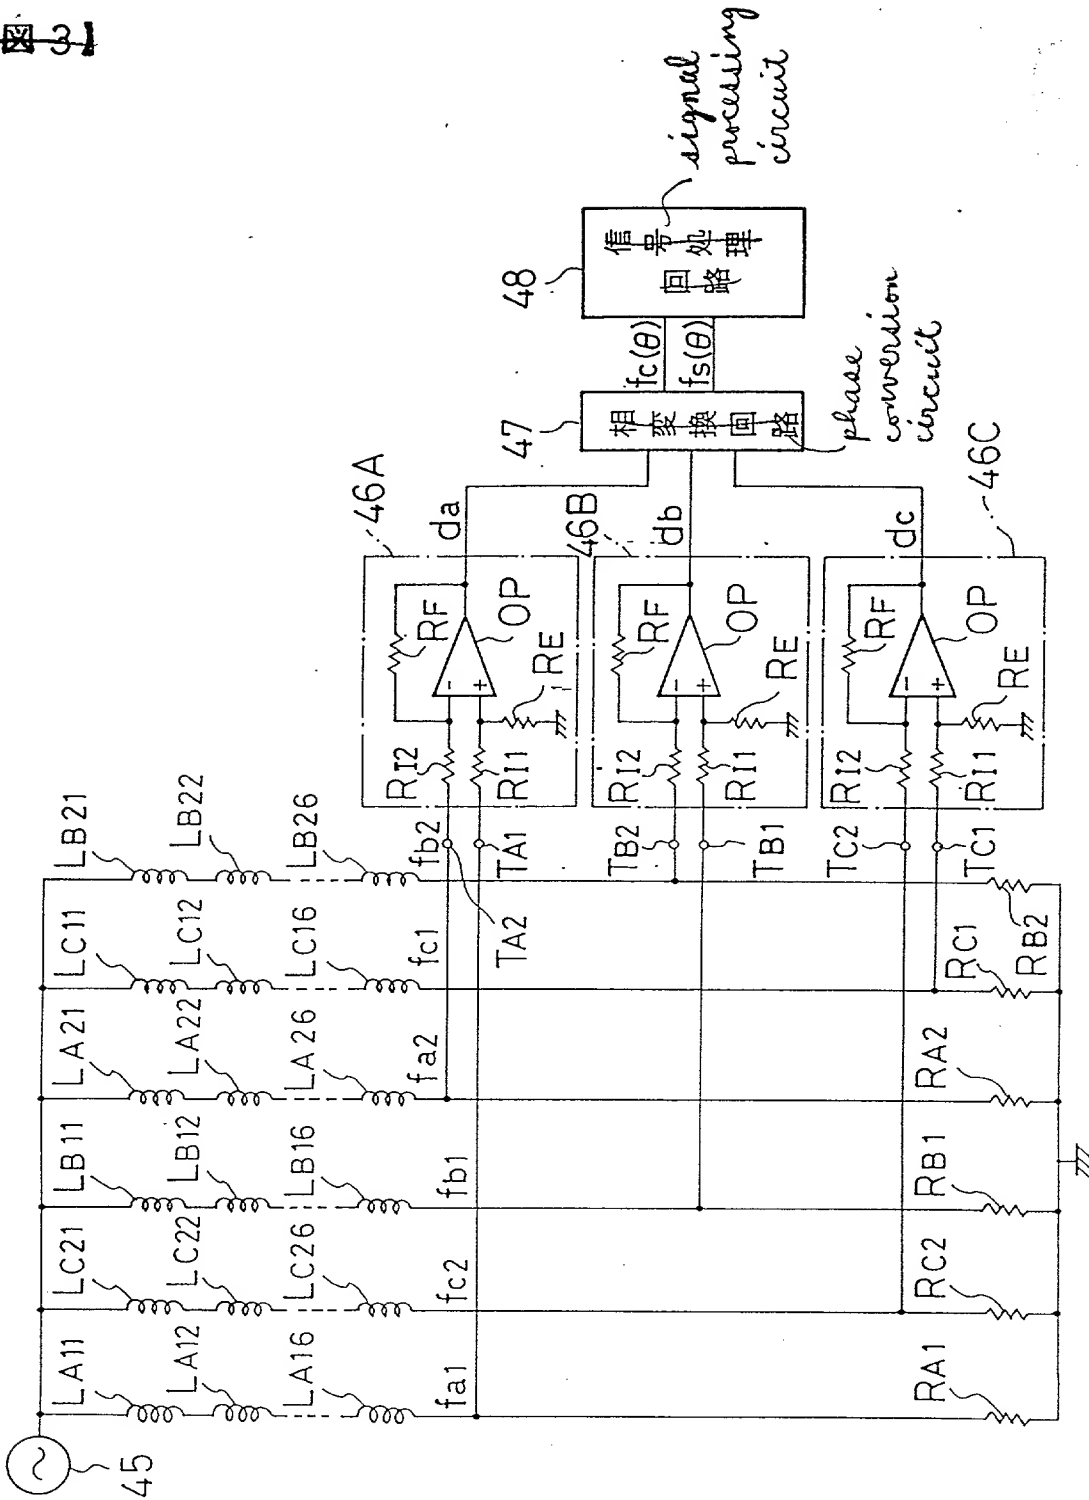 図3】
45
LA11
LA12
LA16
fa1
RA1
LC21
LC22
LC26
fc2
RC2
LB11
LB12
LB16
fb1
RB1
LA21
LA22
LA26
fa2
RA2
LC11
LC12
LC16
fc1
RC1
LB21
LB22
LB26
fb2
RB2
TA2
TA1
TB2
TB1
TC2
TC1
46A
RI2
RI1
RF
RE
OP
- +
da
46B
RI2
RI1
RF
RE
OP
- +
db
46C
RI2
RI1
RF
RE
OP
- +
dc
47
相変換回路
phase
conversion
circuit
fc(θ)
fs(θ)
48
信号処理
回路
signal
processing
circuit